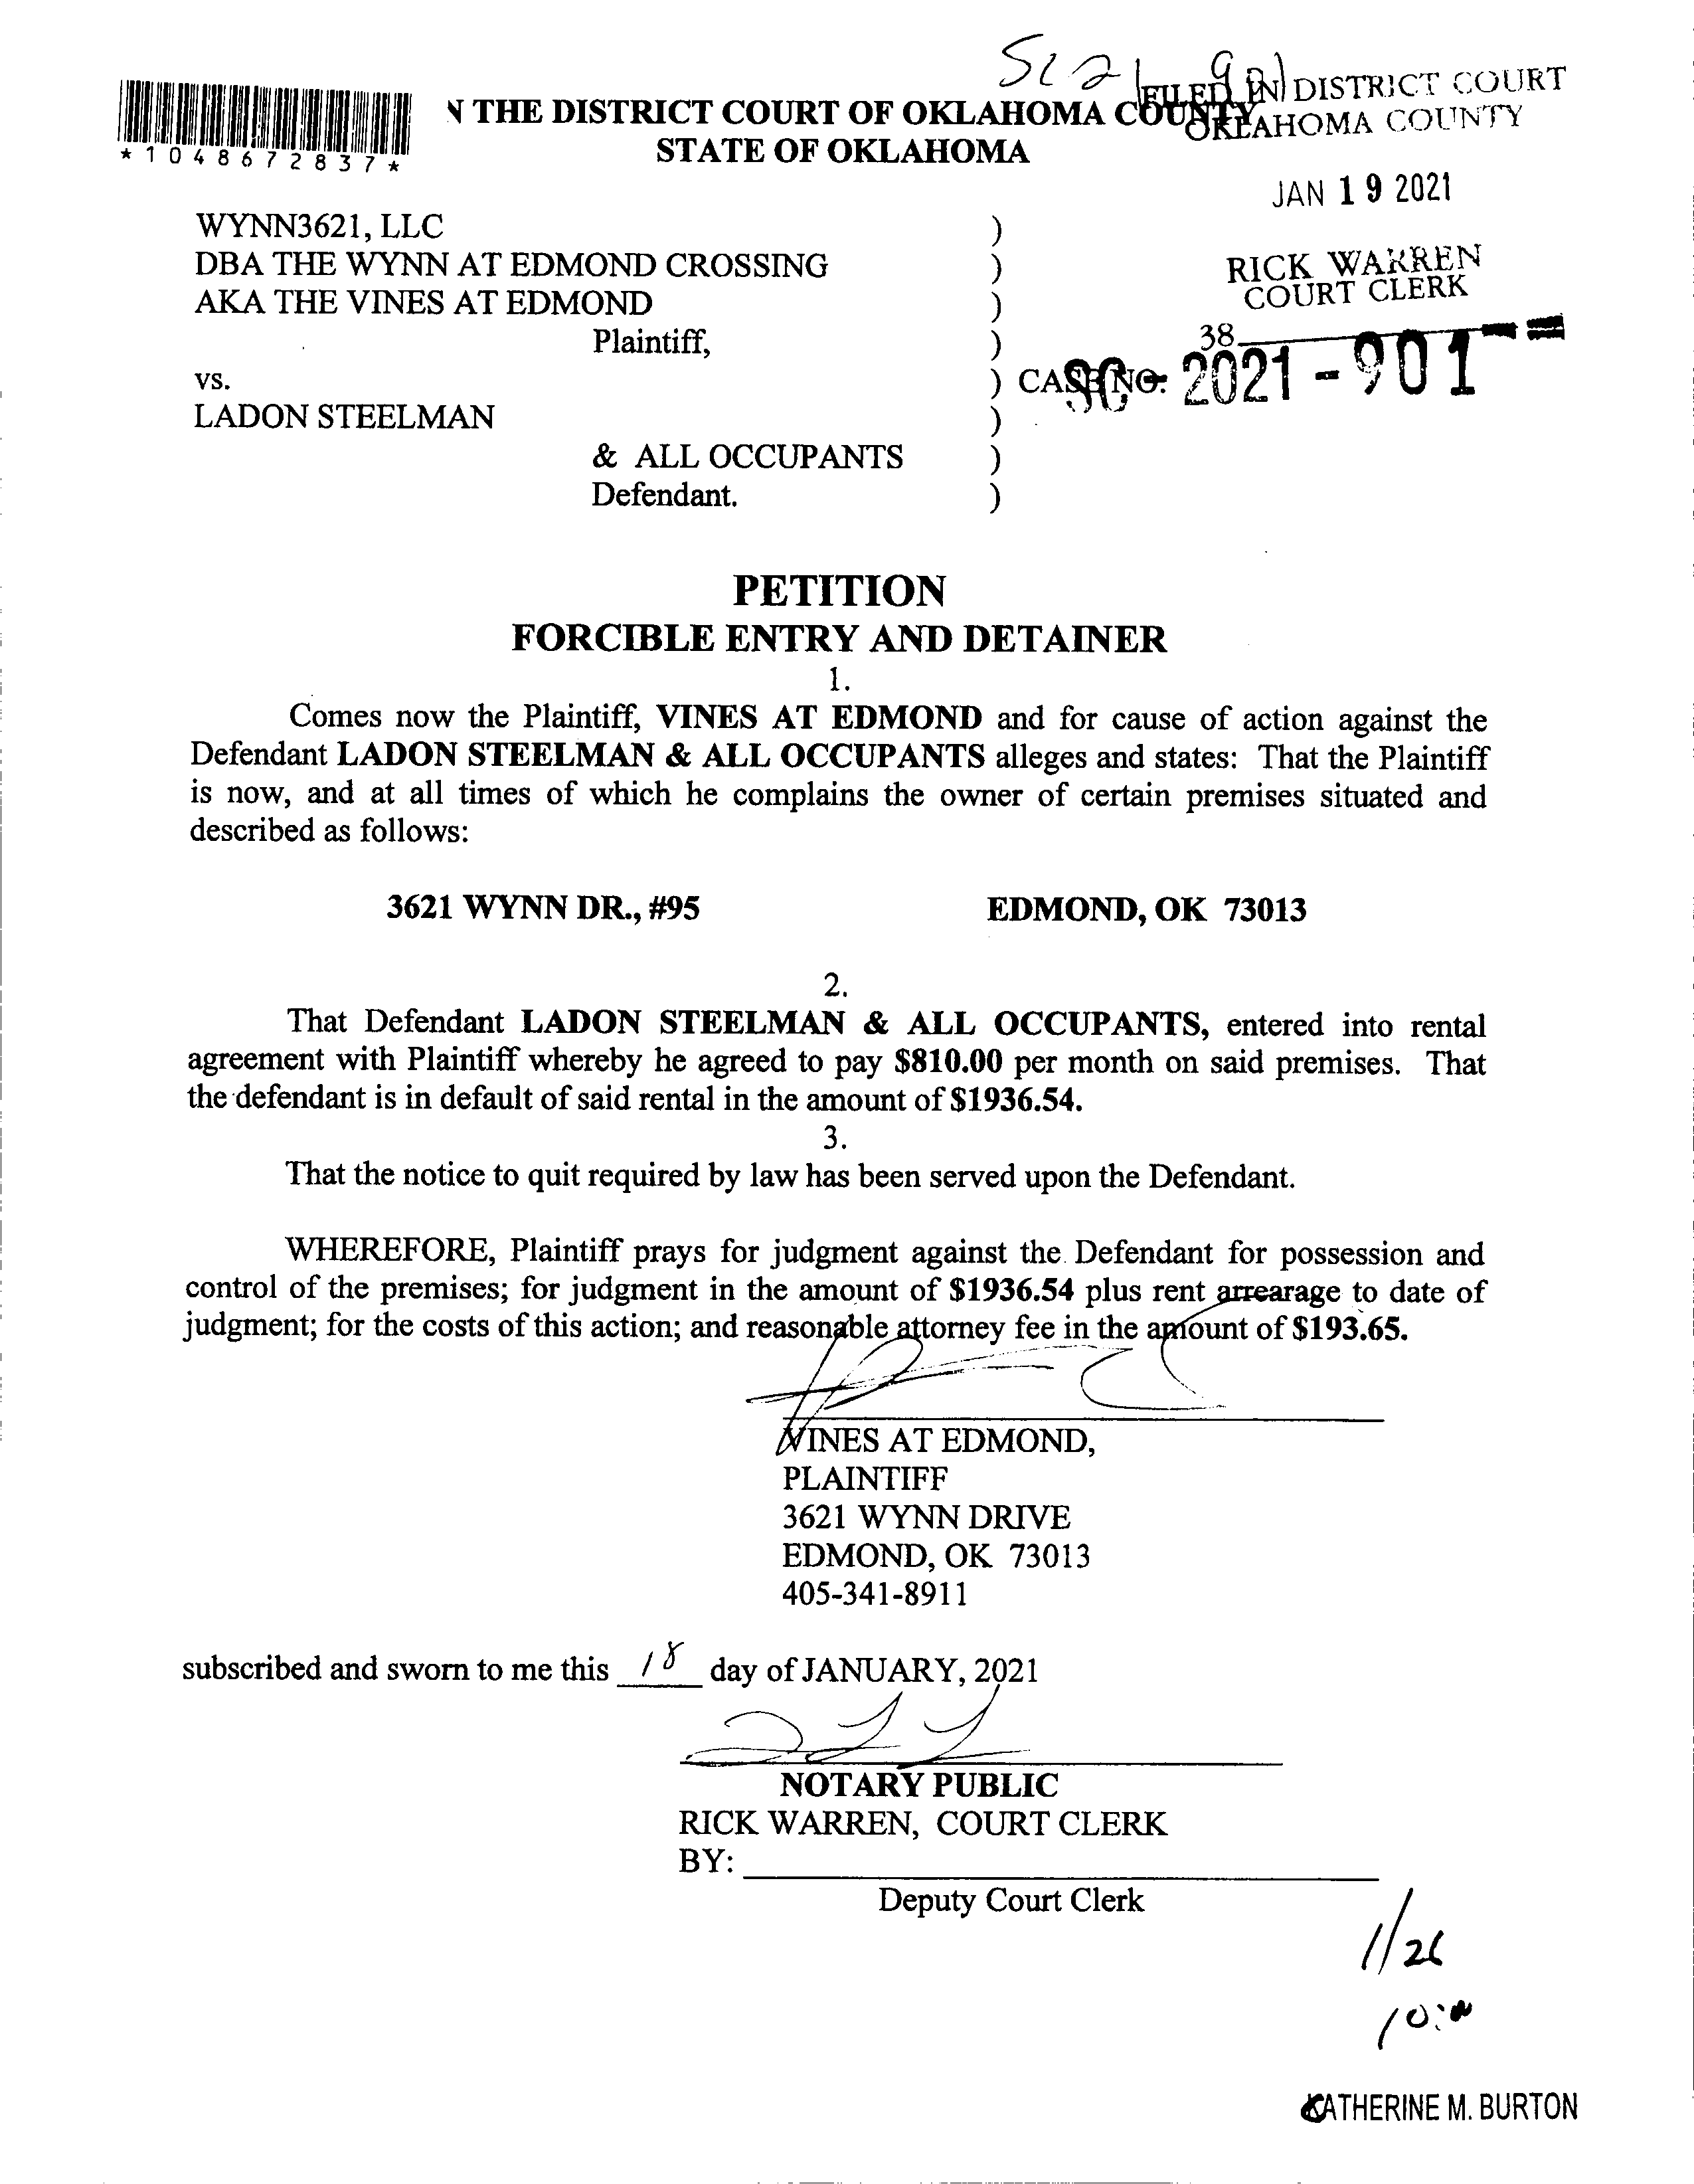 SC 21 901
FILED IN DISTRICT COURT
OKLAHOMA COUNTY
N THE DISTRICT COURT OF OKLAHOMA COUNTY
STATE OF OKLAHOMA
*1048672837*
JAN 19 2021
RICK WARREN
COURT CLERK
38
WYNN3621, LLC )
DBA THE WYNN AT EDMOND CROSSING )
AKA THE VINES AT EDMOND )
Plaintiff, )
vs. ) CASE NO: SC - 2021 - 901
LADON STEELMAN )
& ALL OCCUPANTS )
Defendant. )
PETITION
FORCIBLE ENTRY AND DETAINER
1.
Comes now the Plaintiff, VINES AT EDMOND and for cause of action against the
Defendant LADON STEELMAN & ALL OCCUPANTS alleges and states: That the Plaintiff
is now, and at all times of which he complains the owner of certain premises situated and
described as follows:
3621 WYNN DR., #95 EDMOND, OK 73013
2.
That Defendant LADON STEELMAN & ALL OCCUPANTS, entered into rental
agreement with Plaintiff whereby he agreed to pay $810.00 per month on said premises. That
the defendant is in default of said rental in the amount of $1936.54.
3.
That the notice to quit required by law has been served upon the Defendant.
WHEREFORE, Plaintiff prays for judgment against the Defendant for possession and
control of the premises; for judgment in the amount of $1936.54 plus rent arrearage to date of
judgment; for the costs of this action; and reasonable attorney fee in the amount of $193.65.
VINES AT EDMOND,
PLAINTIFF
3621 WYNN DRIVE
EDMOND, OK 73013
405-341-8911
subscribed and sworn to me this 18 day of JANUARY, 2021
NOTARY PUBLIC
RICK WARREN, COURT CLERK
BY:
Deputy Court Clerk
1/26
KATHERINE M. BURTON